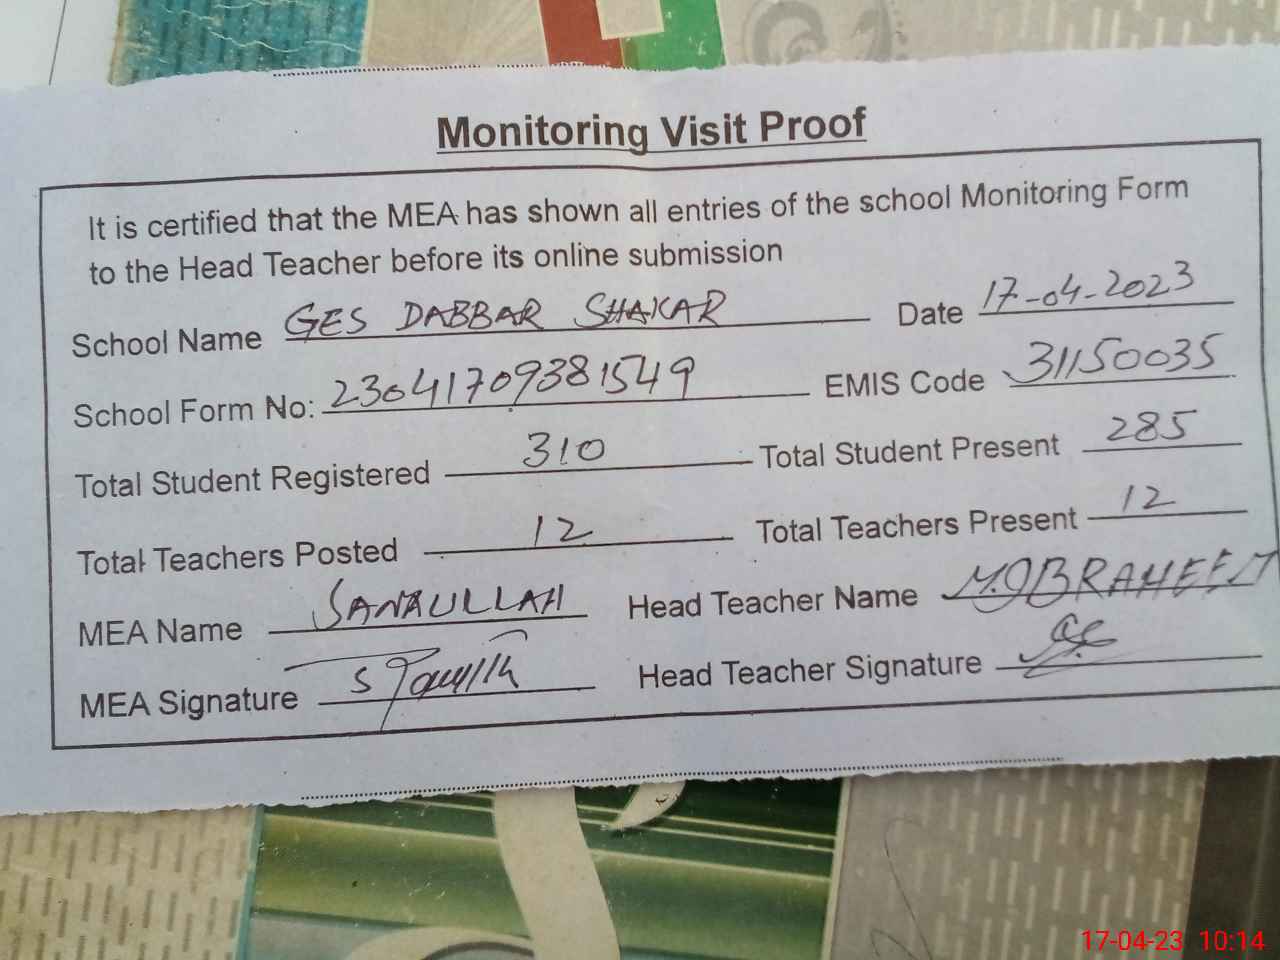 Monitoring Visit Proof
It is certified that the MEA has shown all entries of the school Monitoring Form
to the Head Teacher before its online submission
School Name GES DABBAR SHAKAR Date 17-04-2023
School Form No: 23041709381549 EMIS Code 31150035
Total Student Registered 310 Total Student Present 285
Total Teachers Posted 12 Total Teachers Present 12
MEA Name SANAULLAH Head Teacher Name M.IBRAHEEM
MEA Signature Head Teacher Signature
17-04-23 10:14